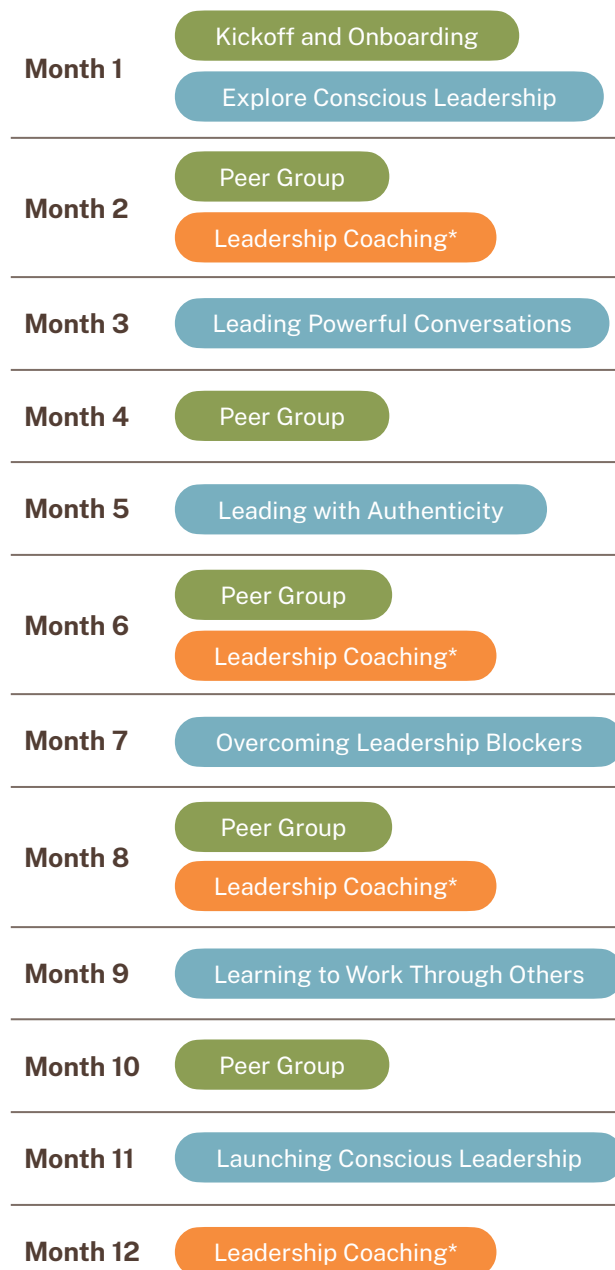 Month 1
Kickoff and Onboarding
Explore Conscious Leadership
Month 2
Peer Group
Leadership Coaching*
Month 3
Leading Powerful Conversations
Month 4
Peer Group
Month 5
Leading with Authenticity
Month 6
Peer Group
Leadership Coaching*
Month 7
Overcoming Leadership Blockers
Month 8
Peer Group
Leadership Coaching*
Month 9
Learning to Work Through Others
Month 10
Peer Group
Month 11
Launching Conscious Leadership
Month 12
Leadership Coaching*